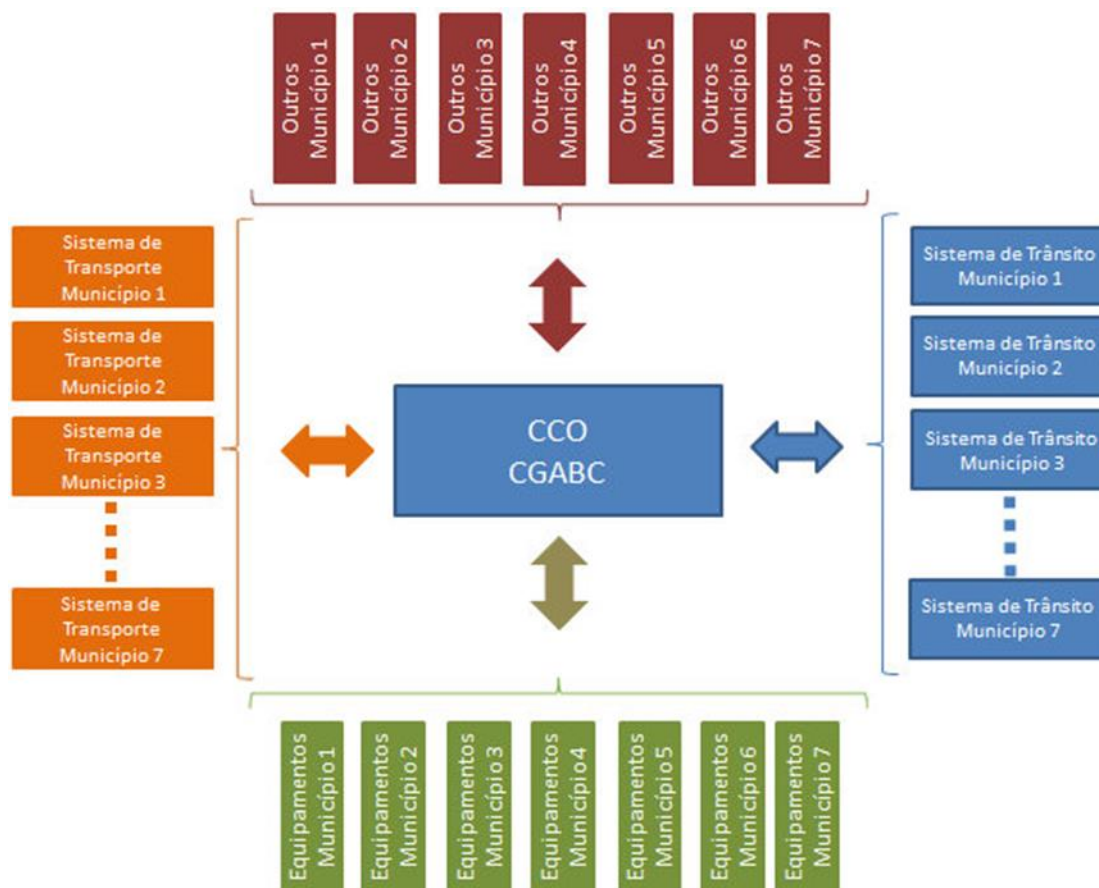 Outros
Município 1
Outros
Município 2
Outros
Município 3
Outros
Município 4
Outros
Município 5
Outros
Município 6
Outros
Município 7
Sistema de
Transporte
Município 1
Sistema de
Transporte
Município 2
Sistema de
Transporte
Município 3
Sistema de
Transporte
Município 7
CCO
CGABC
Sistema de Trânsito
Município 1
Sistema de Trânsito
Município 2
Sistema de Trânsito
Município 3
Sistema de Trânsito
Município 7
Equipamentos
Município 1
Equipamentos
Município 2
Equipamentos
Município 3
Equipamentos
Município 4
Equipamentos
Município 5
Equipamentos
Município 6
Equipamentos
Município 7